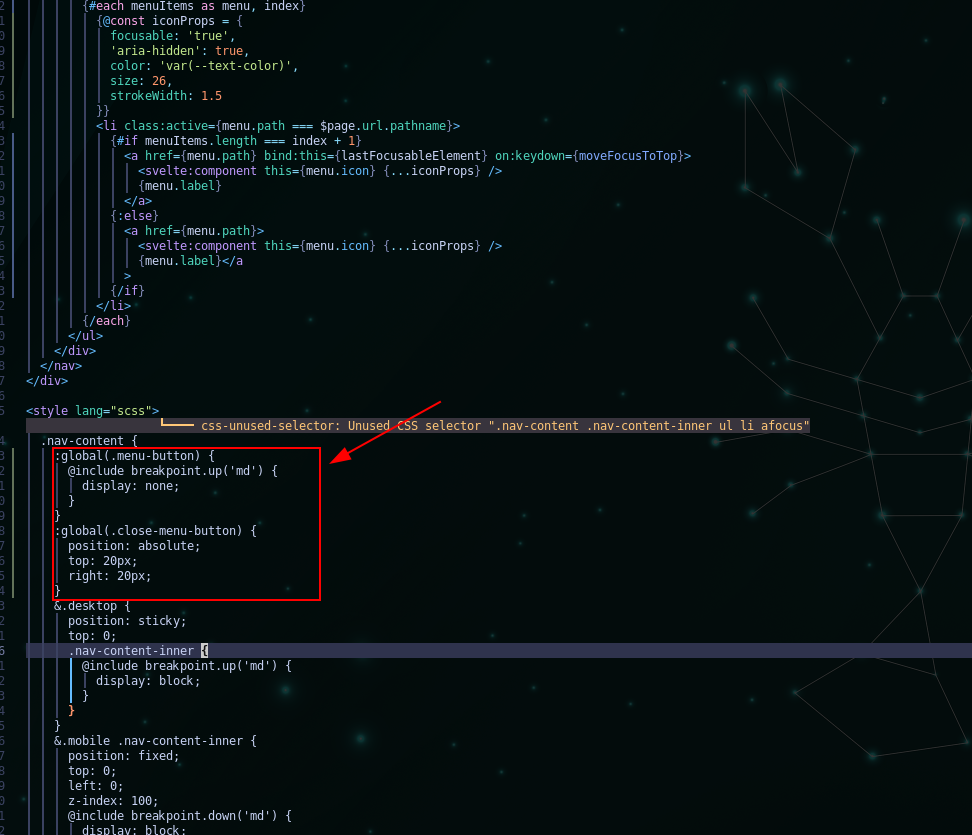 {#each menuItems as menu, index}
{@const iconProps = {
focusable: 'true',
'aria-hidden': true,
color: 'var(--text-color)',
size: 26,
strokeWidth: 1.5
}}
<li class:active={menu.path === $page.url.pathname}>
{#if menuItems.length === index + 1}
<a href={menu.path} bind:this={lastFocusableElement} on:keydown={moveFocusToTop}>
<svelte:component this={menu.icon} {...iconProps} />
{menu.label}
</a>
{:else}
<a href={menu.path}>
<svelte:component this={menu.icon} {...iconProps} />
{menu.label}</a
>
{/if}
</li>
{/each}
</ul>
</div>
</nav>
</div>
<style lang="scss">
css-unused-selector: Unused CSS selector ".nav-content .nav-content-inner ul li afocus"
.nav-content {
:global(.menu-button) {
@include breakpoint.up('md') {
display: none;
}
}
:global(.close-menu-button) {
position: absolute;
top: 20px;
right: 20px;
}
&.desktop {
position: sticky;
top: 0;
.nav-content-inner {
@include breakpoint.up('md') {
display: block;
}
}
}
&.mobile .nav-content-inner {
position: fixed;
top: 0;
left: 0;
z-index: 100;
@include breakpoint.down('md') {
display: block;